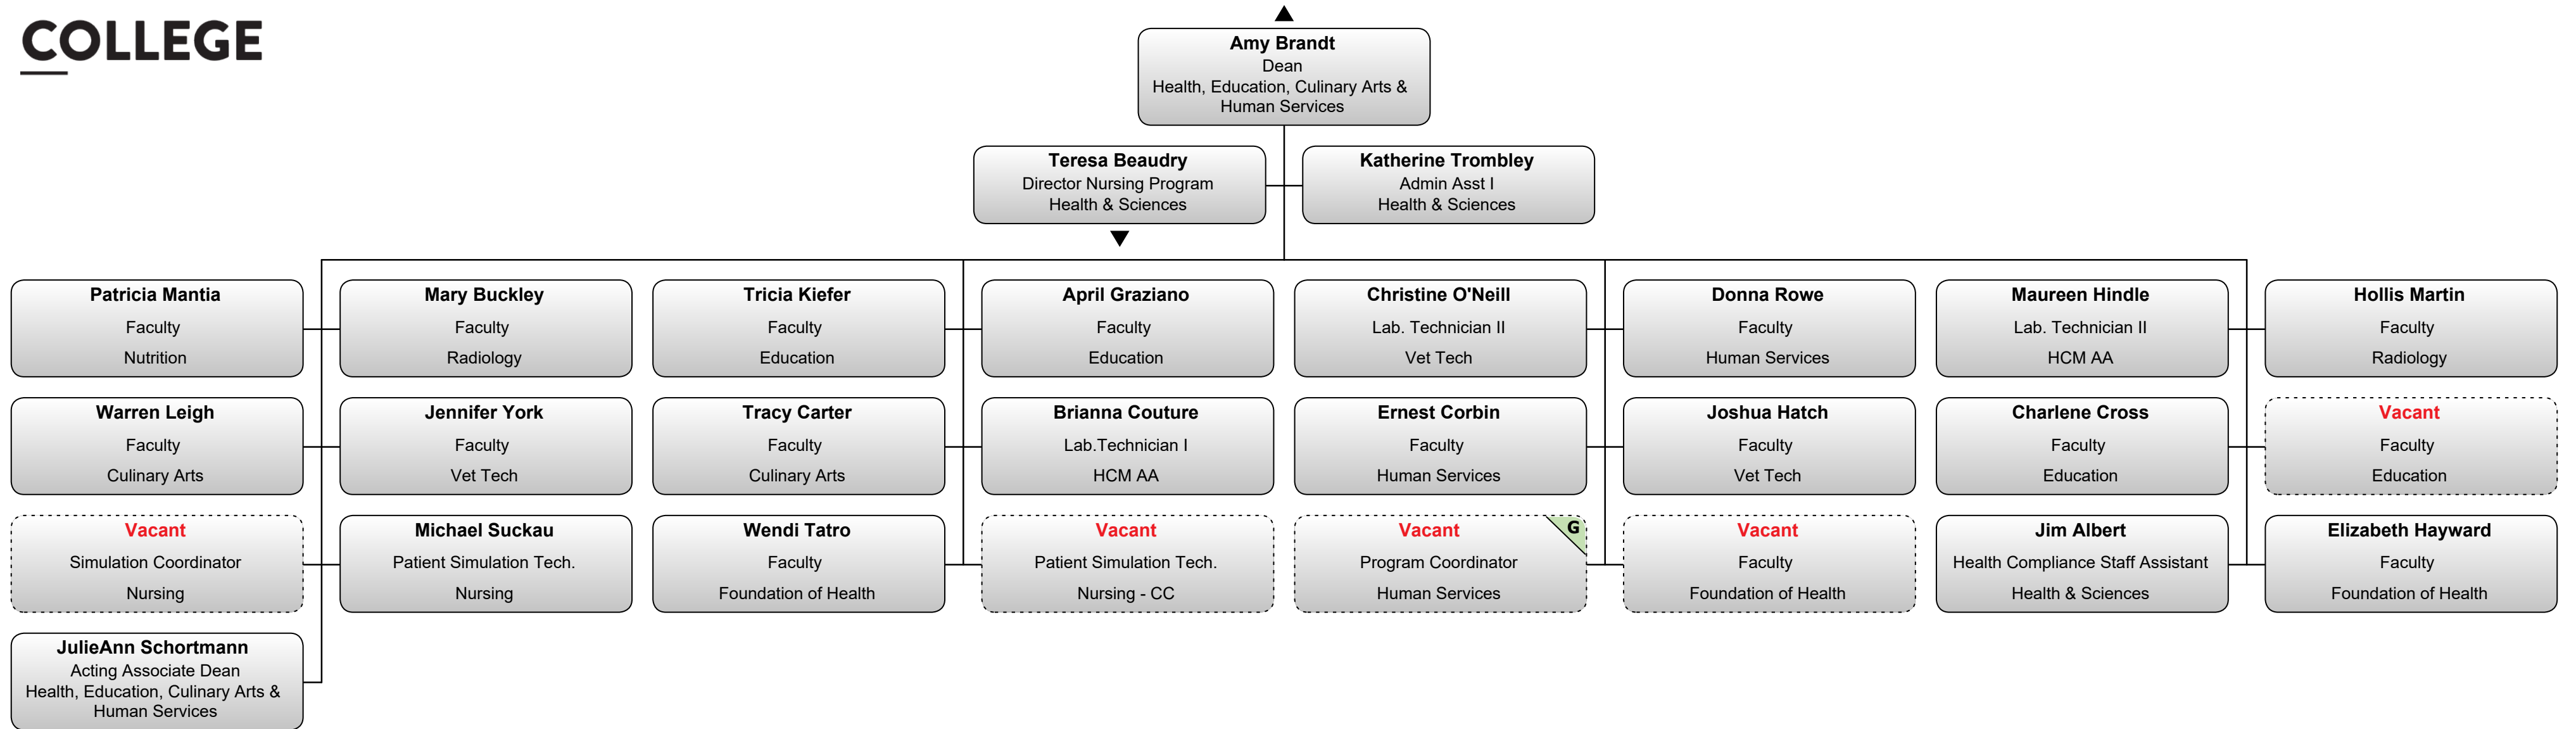 COLLEGE
Amy Brandt
Dean
Health, Education, Culinary Arts &
Human Services
Teresa Beaudry
Director Nursing Program
Health & Sciences
Katherine Trombley
Admin Asst I
Health & Sciences
Patricia Mantia
Faculty
Nutrition
Mary Buckley
Faculty
Radiology
Tricia Kiefer
Faculty
Education
April Graziano
Faculty
Education
Christine O'Neill
Lab. Technician II
Vet Tech
Donna Rowe
Faculty
Human Services
Maureen Hindle
Lab. Technician II
HCM AA
Hollis Martin
Faculty
Radiology
Warren Leigh
Faculty
Culinary Arts
Jennifer York
Faculty
Vet Tech
Tracy Carter
Faculty
Culinary Arts
Brianna Couture
Lab.Technician I
HCM AA
Ernest Corbin
Faculty
Human Services
Joshua Hatch
Faculty
Vet Tech
Charlene Cross
Faculty
Education
Vacant
Faculty
Education
Vacant
Simulation Coordinator
Nursing
Michael Suckau
Patient Simulation Tech.
Nursing
Wendi Tatro
Faculty
Foundation of Health
Vacant
Patient Simulation Tech.
Nursing - CC
Vacant
G
Program Coordinator
Human Services
Vacant
Faculty
Foundation of Health
Jim Albert
Health Compliance Staff Assistant
Health & Sciences
Elizabeth Hayward
Faculty
Foundation of Health
JulieAnn Schortmann
Acting Associate Dean
Health, Education, Culinary Arts &
Human Services